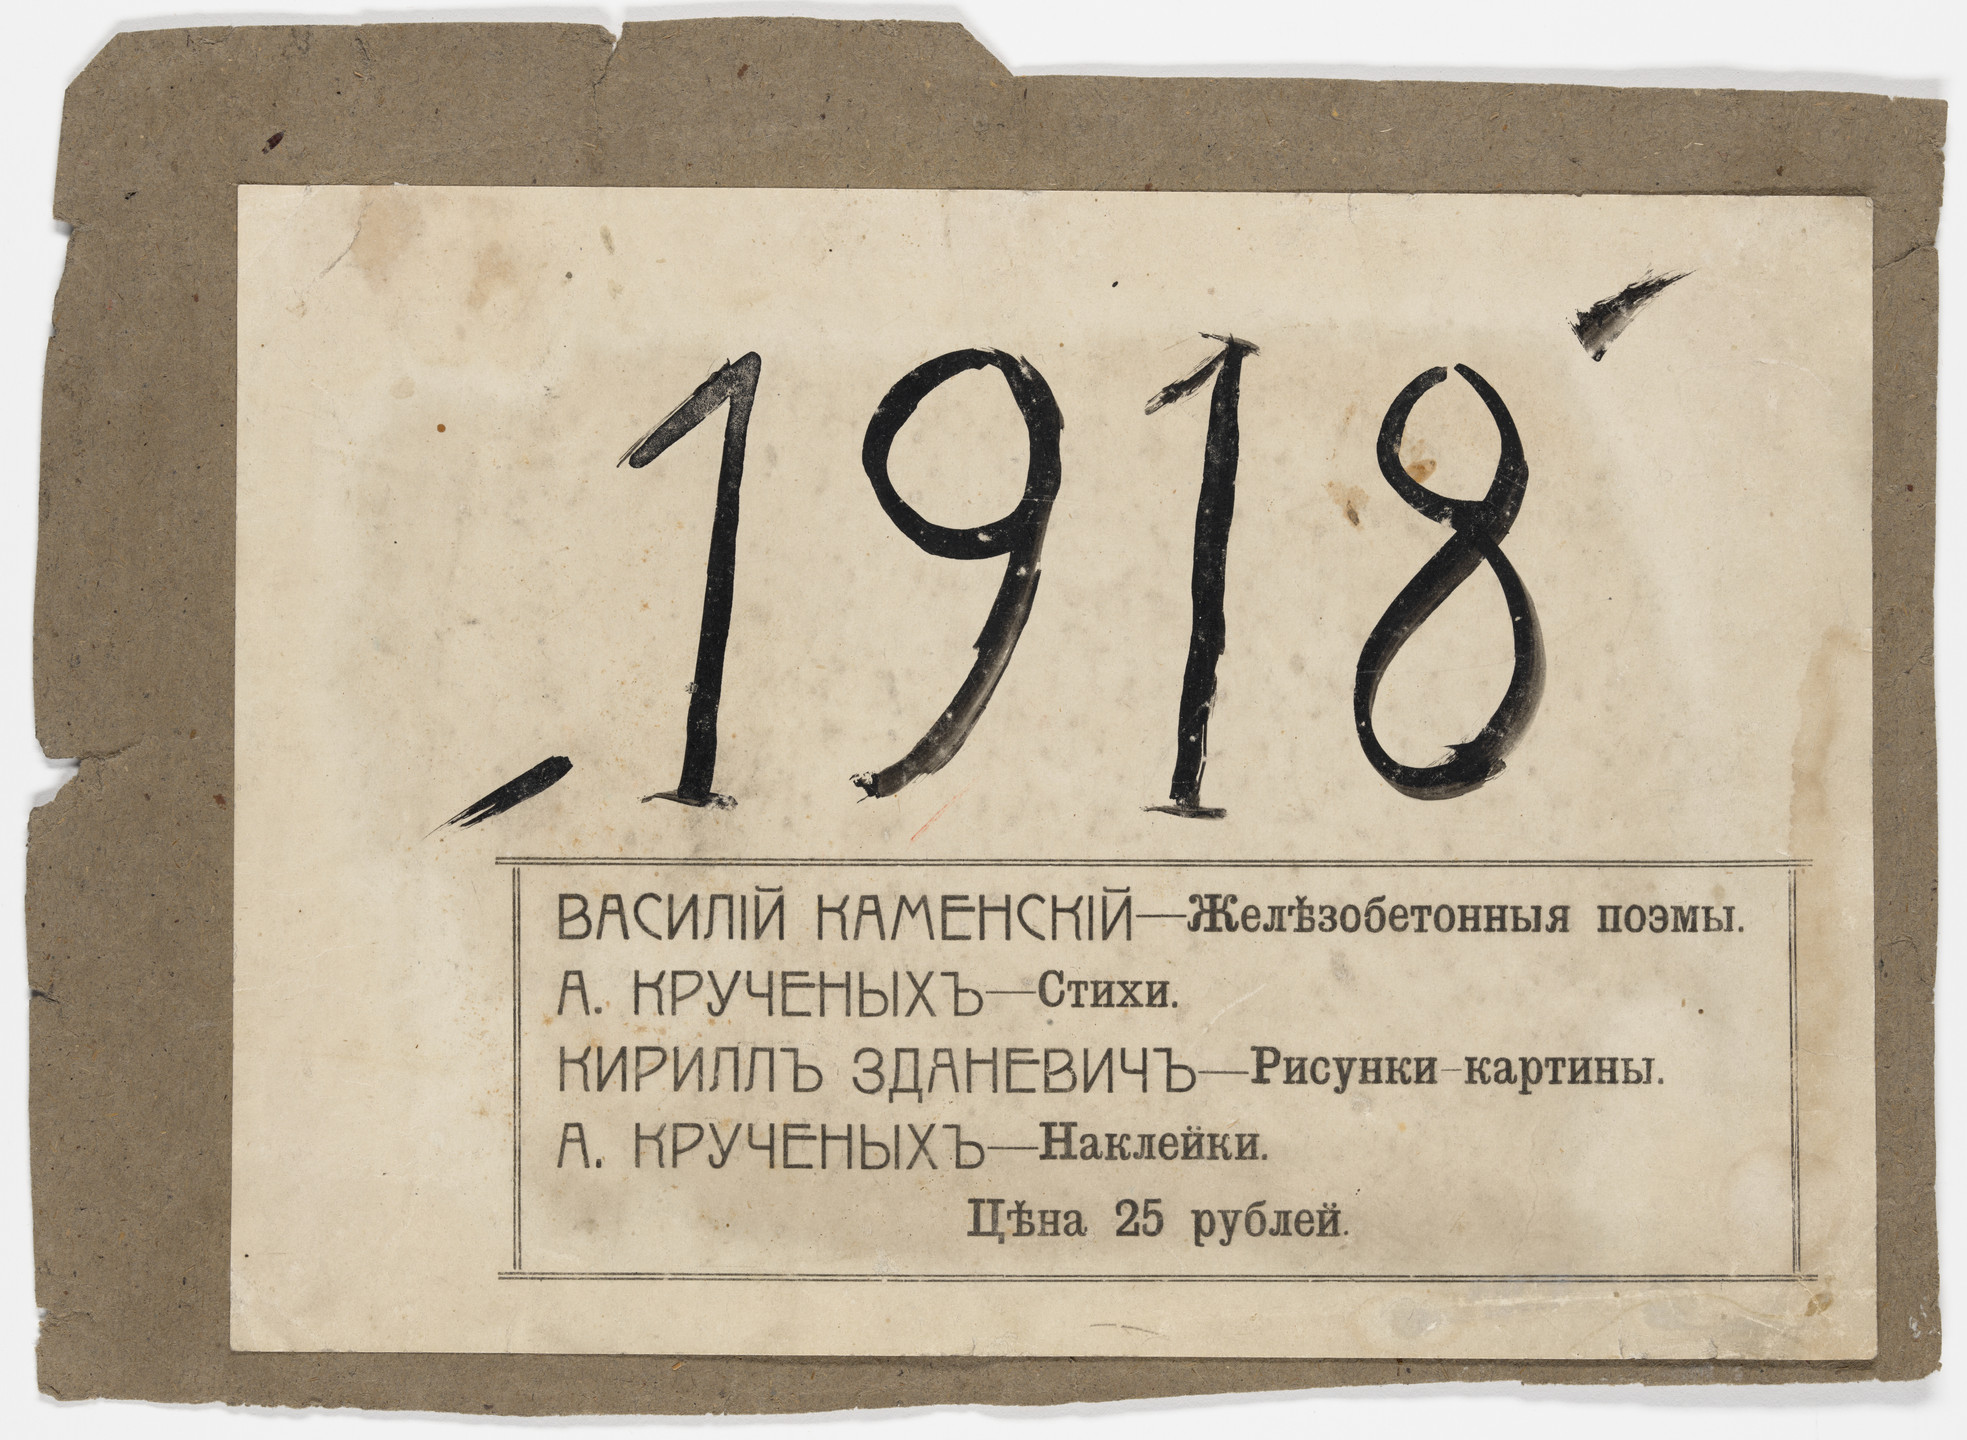 1918
ВАСИЛІЙ КАМЕНСКІЙ—Желѣзобетонныя поэмы.
А. КРУЧЕНЫХЪ—Стихи.
КИРИЛЛЪ ЗДАНЕВИЧЪ—Рисунки-картины.
А. КРУЧЕНЫХЪ—Наклейки.
Цѣна 25 рублей.